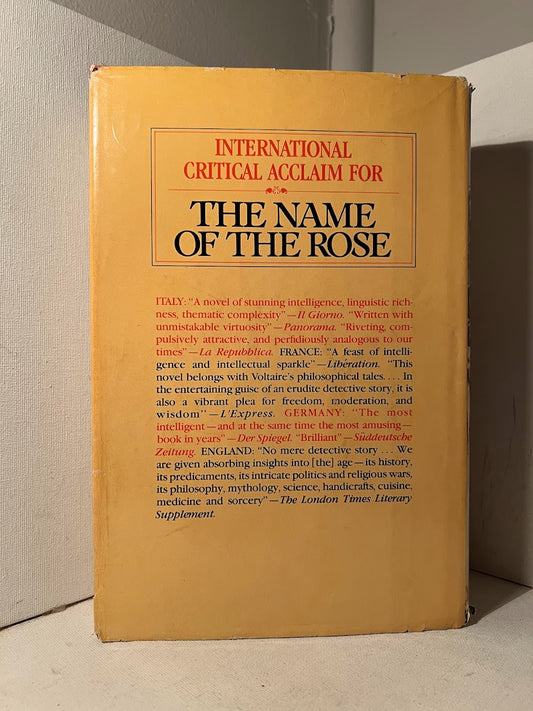 INTERNATIONAL
CRITICAL ACCLAIM FOR
THE NAME
OF THE ROSE
ITALY: "A novel of stunning intelligence, linguistic rich-
ness, thematic complexity"—Il Giorno. "Written with
unmistakable virtuosity"—Panorama. "Riveting, com-
pulsively attractive, and perfidiously analogous to our
times"—La Repubblica. FRANCE: "A feast of intelli-
gence and intellectual sparkle"—Libération. "This
novel belongs with Voltaire's philosophical tales. . . . In
the entertaining guise of an erudite detective story, it is
also a vibrant plea for freedom, moderation, and
wisdom"—L'Express. GERMANY: "The most
intelligent—and at the same time the most amusing—
book in years"—Der Spiegel. "Brilliant"—Süddeutsche
Zeitung. ENGLAND: "No mere detective story . . . We
are given absorbing insights into [the] age—its history,
its predicaments, its intricate politics and religious wars,
its philosophy, mythology, science, handicrafts, cuisine,
medicine and sorcery"—The London Times Literary
Supplement.